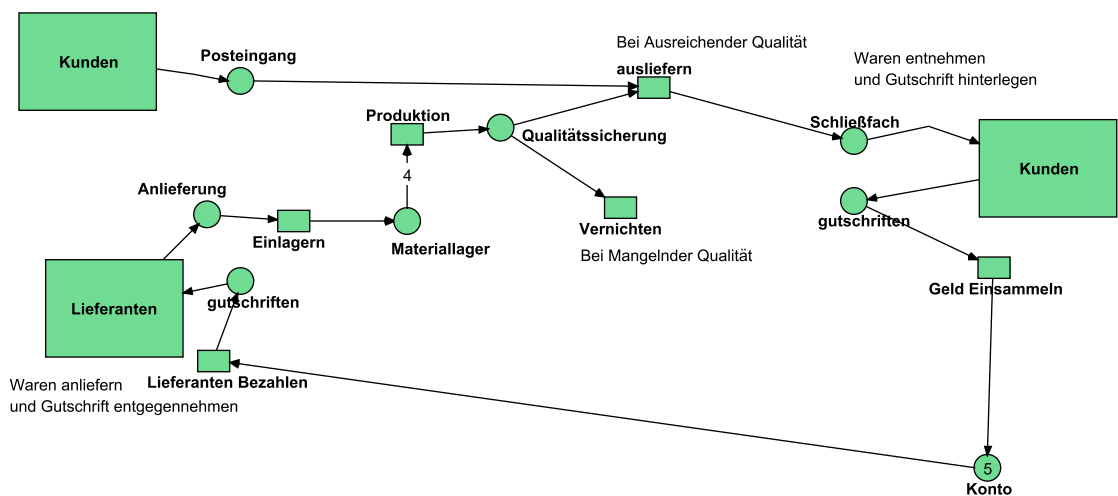 Kunden
Posteingang
Bei Ausreichender Qualität
ausliefern
Waren entnehmen
und Gutschrift hinterlegen
Produktion
Qualitätssicherung
Schließfach
Kunden
4
Anlieferung
Einlagern
Materiallager
Vernichten
Bei Mangelnder Qualität
gutschriften
Geld Einsammeln
Lieferanten
gutschriften
Lieferanten Bezahlen
Waren anliefern
und Gutschrift entgegennehmen
5
Konto